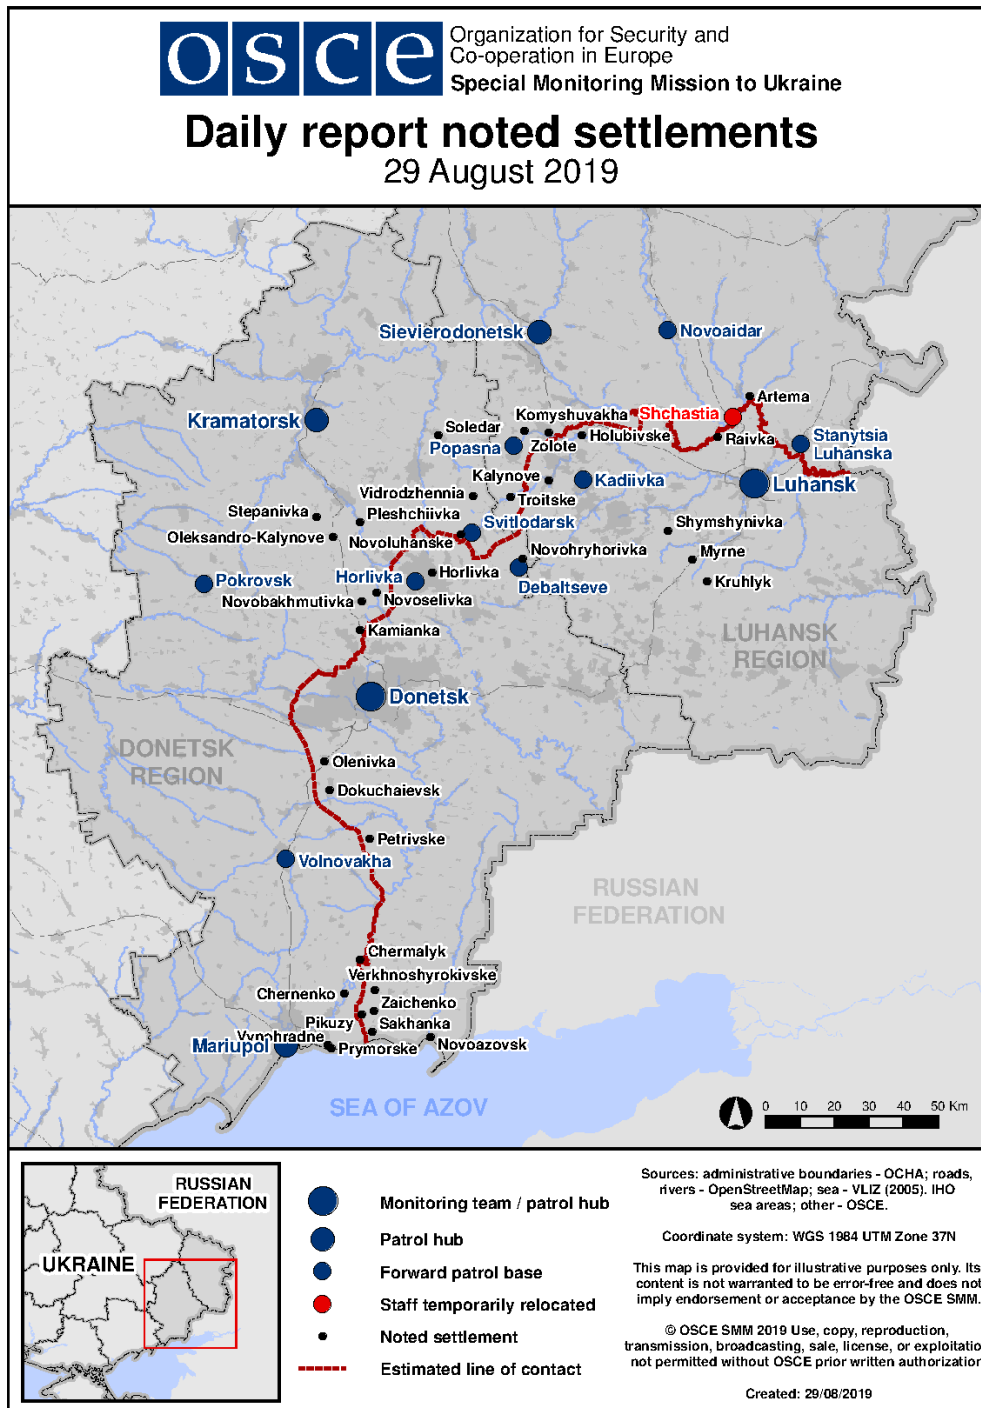 osce
Organization for Security and
Co-operation in Europe
Special Monitoring Mission to Ukraine
Daily report noted settlements
29 August 2019
Sievierodonetsk
Novoaidar
Artema
Kramatorsk
Komyshuvakha
Shchastia
Soledar
Popasna
Zolote
Holubivske
Raivka
Stanytsia
Luhanska
Kalynove
Kadiivka
Luhansk
Vidrodzhennia
Troitske
Stepanivka
Pleshchiivka
Svitlodarsk
Shymshynivka
Oleksandro-Kalynove
Novoluhanske
Novohryhorivka
Myrne
Pokrovsk
Horlivka
Horlivka
Debaltseve
Kruhlyk
Novobakhmutivka
Novoselivka
Kamianka
LUHANSK
REGION
Donetsk
DONETSK
REGION
Olenivka
Dokuchaievsk
Petrivske
Volnovakha
RUSSIAN
FEDERATION
Chermalyk
Verkhnoshyrokivske
Chernenko
Zaichenko
Pikuzy
Sakhanka
Vynohradne
Mariupol
Prymorske
Novoazovsk
SEA OF AZOV
0 10 20 30 40 50 Km
RUSSIAN
FEDERATION
UKRAINE
Monitoring team / patrol hub
Patrol hub
Forward patrol base
Staff temporarily relocated
Noted settlement
Estimated line of contact
Sources: administrative boundaries - OCHA; roads,
rivers - OpenStreetMap; sea - VLIZ (2005). IHO
sea areas; other - OSCE.
Coordinate system: WGS 1984 UTM Zone 37N
This map is provided for illustrative purposes only. Its
content is not warranted to be error-free and does not
imply endorsement or acceptance by the OSCE SMM.
© OSCE SMM 2019 Use, copy, reproduction,
transmission, broadcasting, sale, license, or exploitatio
not permitted without OSCE prior written authorization
Created: 29/08/2019